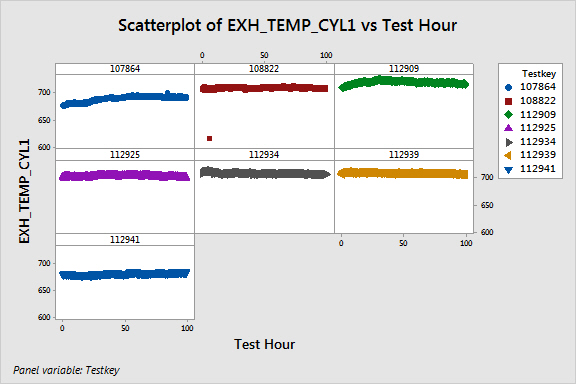 Scatterplot of EXH_TEMP_CYL1 vs Test Hour
0 50 100
107864 108822 112909
700
650
600
112925 112934 112939
700
650
600
112941
700
650
600
0 50 100
0 50 100
EXH_TEMP_CYL1
Test Hour
Testkey
107864
108822
112909
112925
112934
112939
112941
Panel variable: Testkey